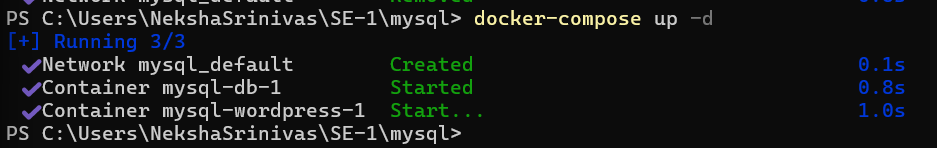 PS C:\Users\NekshaSrinivas\SE-1\mysql> docker-compose up -d
[+] Running 3/3
✔Network mysql_default Created 0.1s
✔Container mysql-db-1 Started 0.8s
✔Container mysql-wordpress-1 Start... 1.0s
PS C:\Users\NekshaSrinivas\SE-1\mysql>